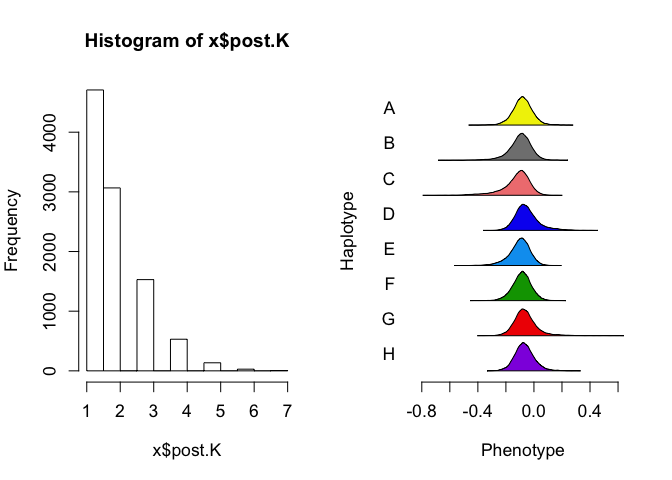 Histogram of x$post.K
Frequency
0
1000
2000
3000
4000
1 2 3 4 5 6 7
x$post.K
Haplotype
A
B
C
D
E
F
G
H
-0.8 -0.4 0.0 0.4
Phenotype